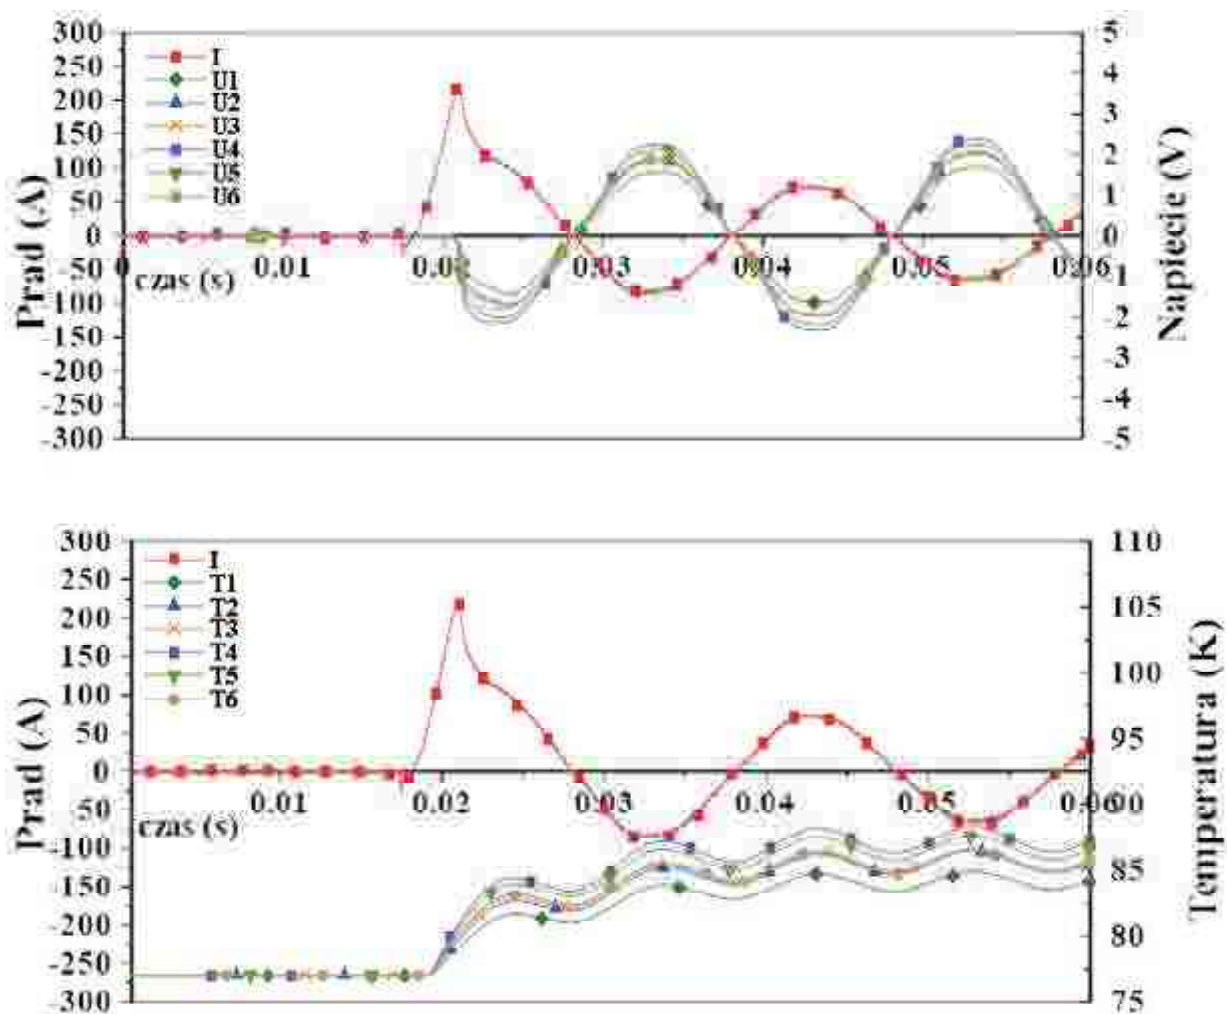 300
250
200
150
100
50
0
-50
-100
-150
-200
-250
-300
Prad (A)
I
U1
U2
U3
U4
U5
U6
0
0.01
0.02
0.03
0.04
0.05
0.06
czas (s)
5
4
3
2
1
0
-1
-2
-3
-4
-5
Napiecie (V)
300
250
200
150
100
50
0
-50
-100
-150
-200
-250
-300
Prad (A)
I
T1
T2
T3
T4
T5
T6
0.01
0.02
0.03
0.04
0.05
0.06
czas (s)
110
105
100
95
90
85
80
75
Temperatura (K)